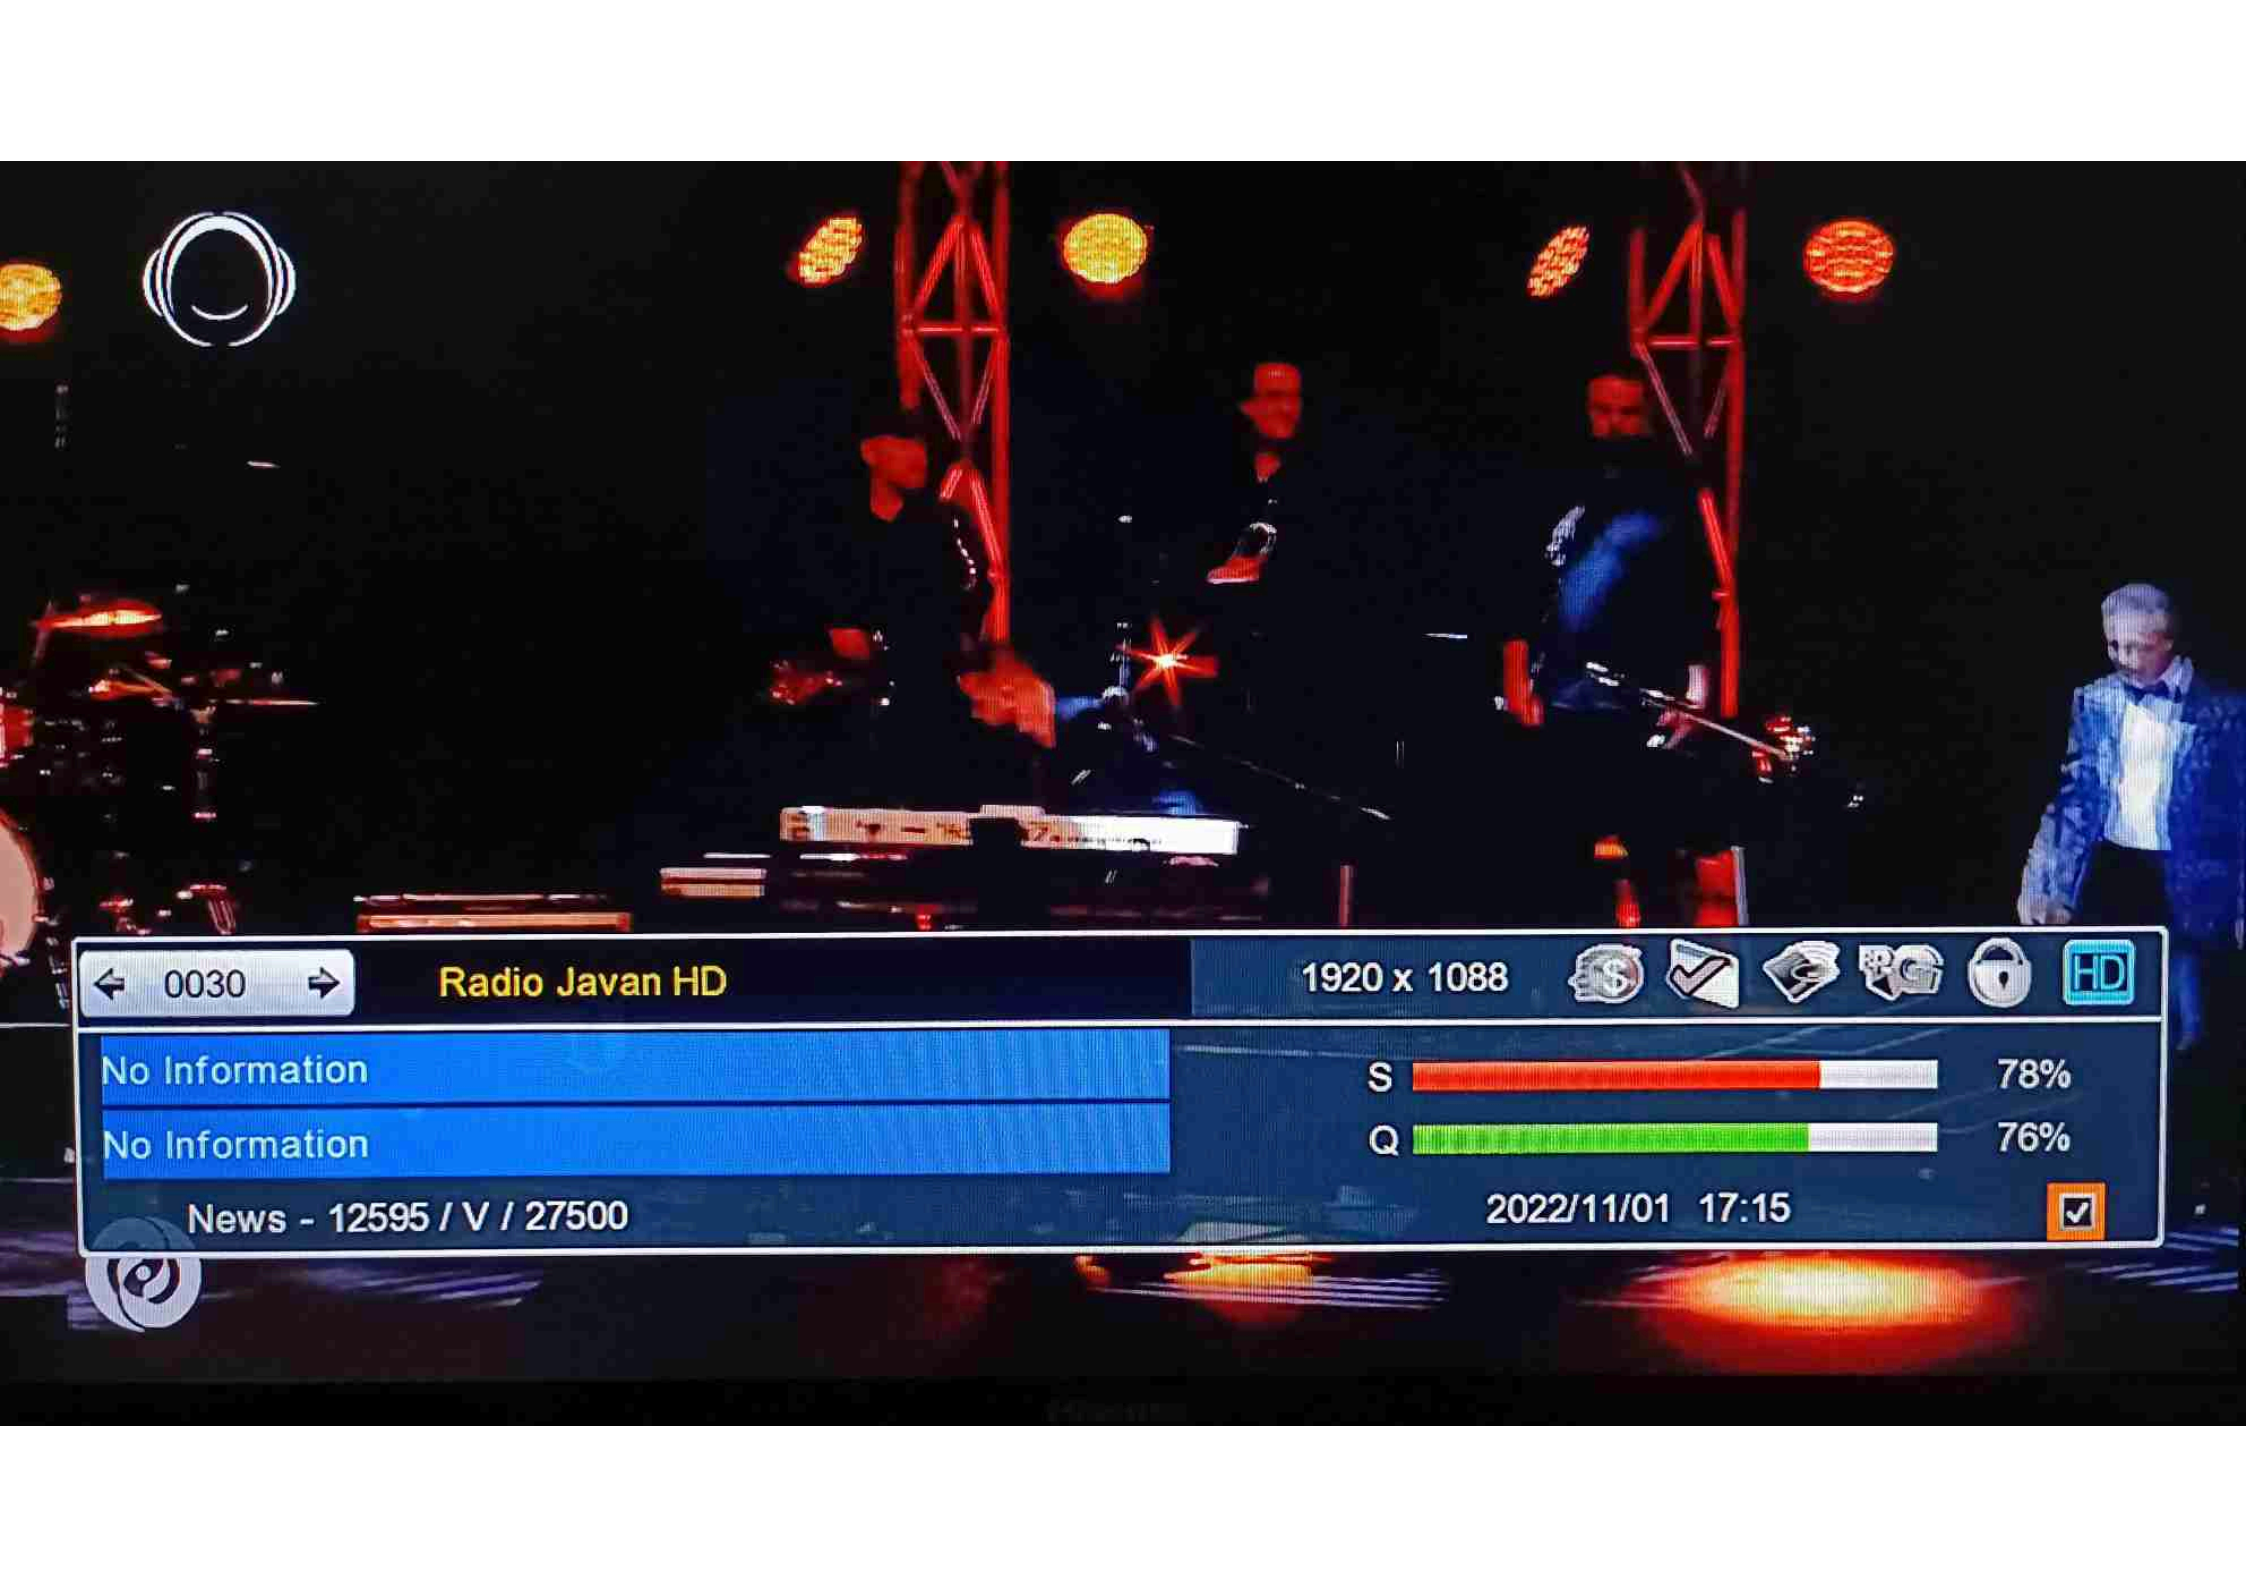 0030
Radio Javan HD
1920 x 1088
HD
No Information
No Information
S 78%
Q 76%
News - 12595 / V / 27500
2022/11/01 17:15